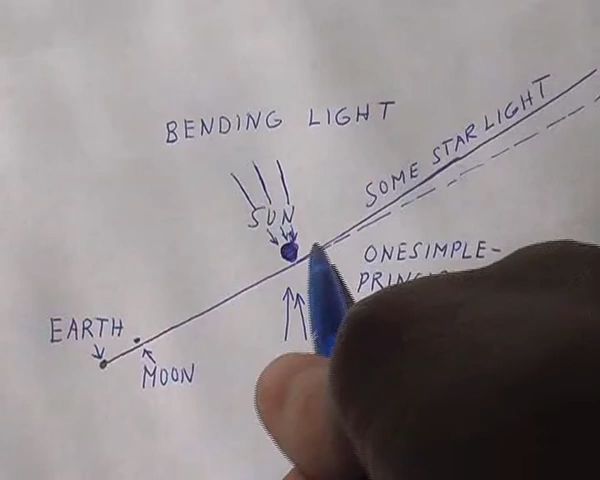 BENDING LIGHT
SOME STAR LIGHT
SUN
ONESIMPLE-
EARTH
MOON